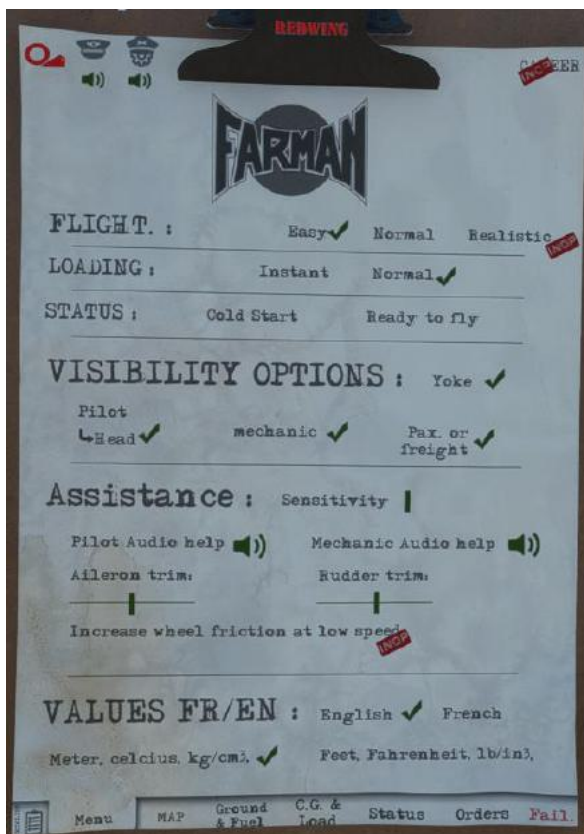 REDWING
CAREER
INOP
FARMAN
FLIGHT. : Easy Normal Realistic
INOP
LOADING : Instant Normal
STATUS : Cold Start Ready to fly
VISIBILITY OPTIONS : Yoke
Pilot
Head mechanic Pax. or
freight
Assistance : Sensitivity
Pilot Audio help Mechanic Audio help
Aileron trim: Rudder trim:
Increase wheel friction at low speed
INOP
VALUES FR/EN : English French
Meter, celcius, kg/cm3, Feet, Fahrenheit, lb/in3,
Menu MAP Ground
& Fuel C.G. &
Load Status Orders Fail.